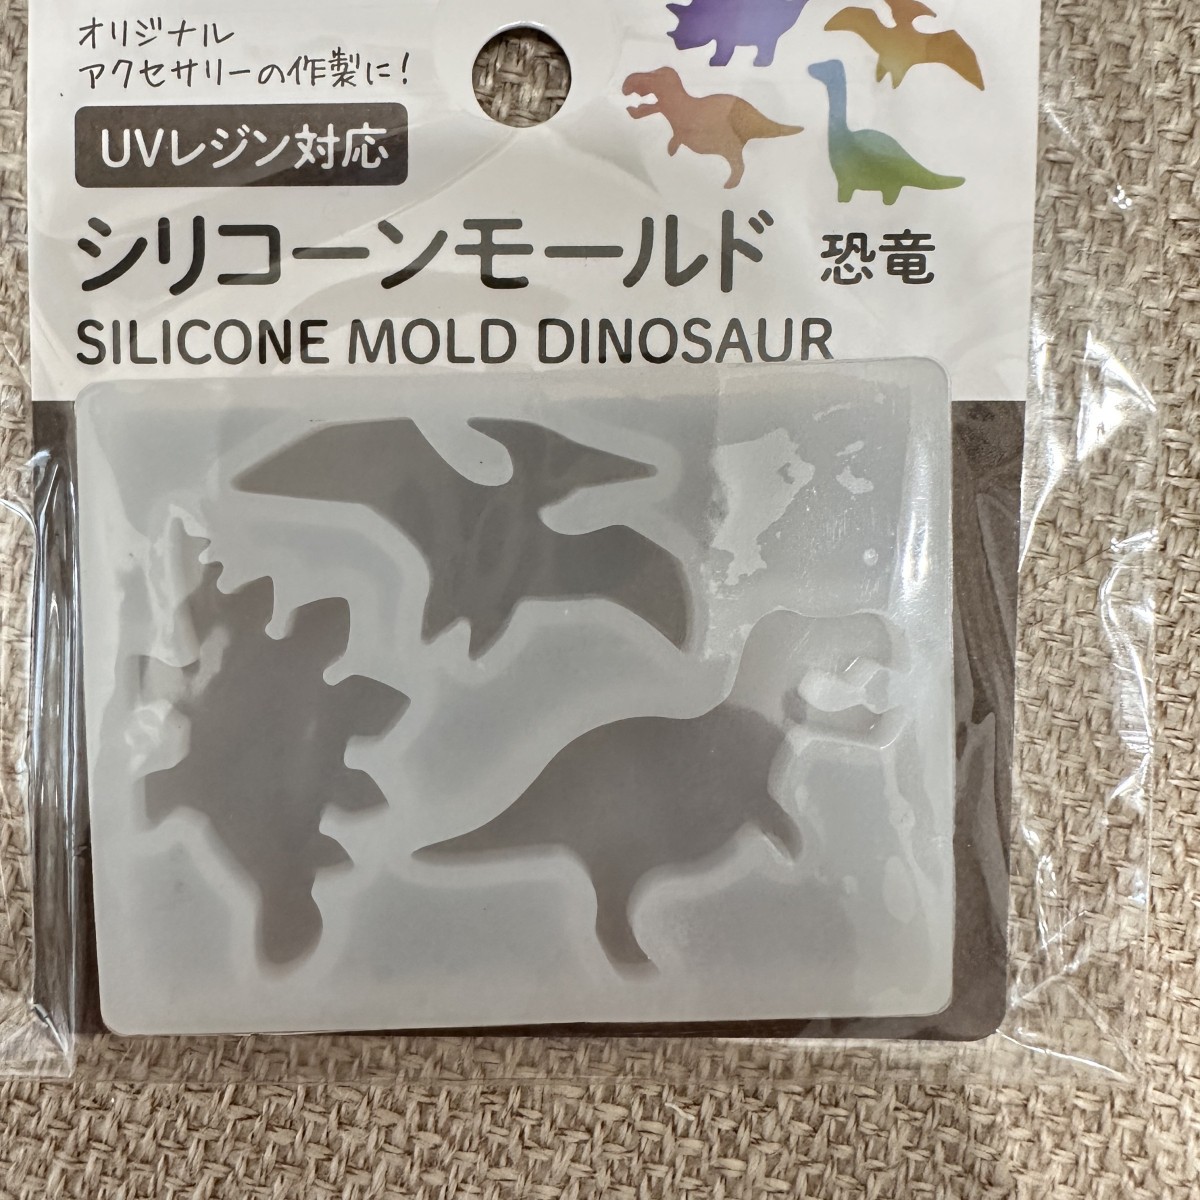 オリジナル
アクセサリーの作製に!
UVレジン対応
シリコーンモールド 恐竜
SILICONE MOLD DINOSAUR